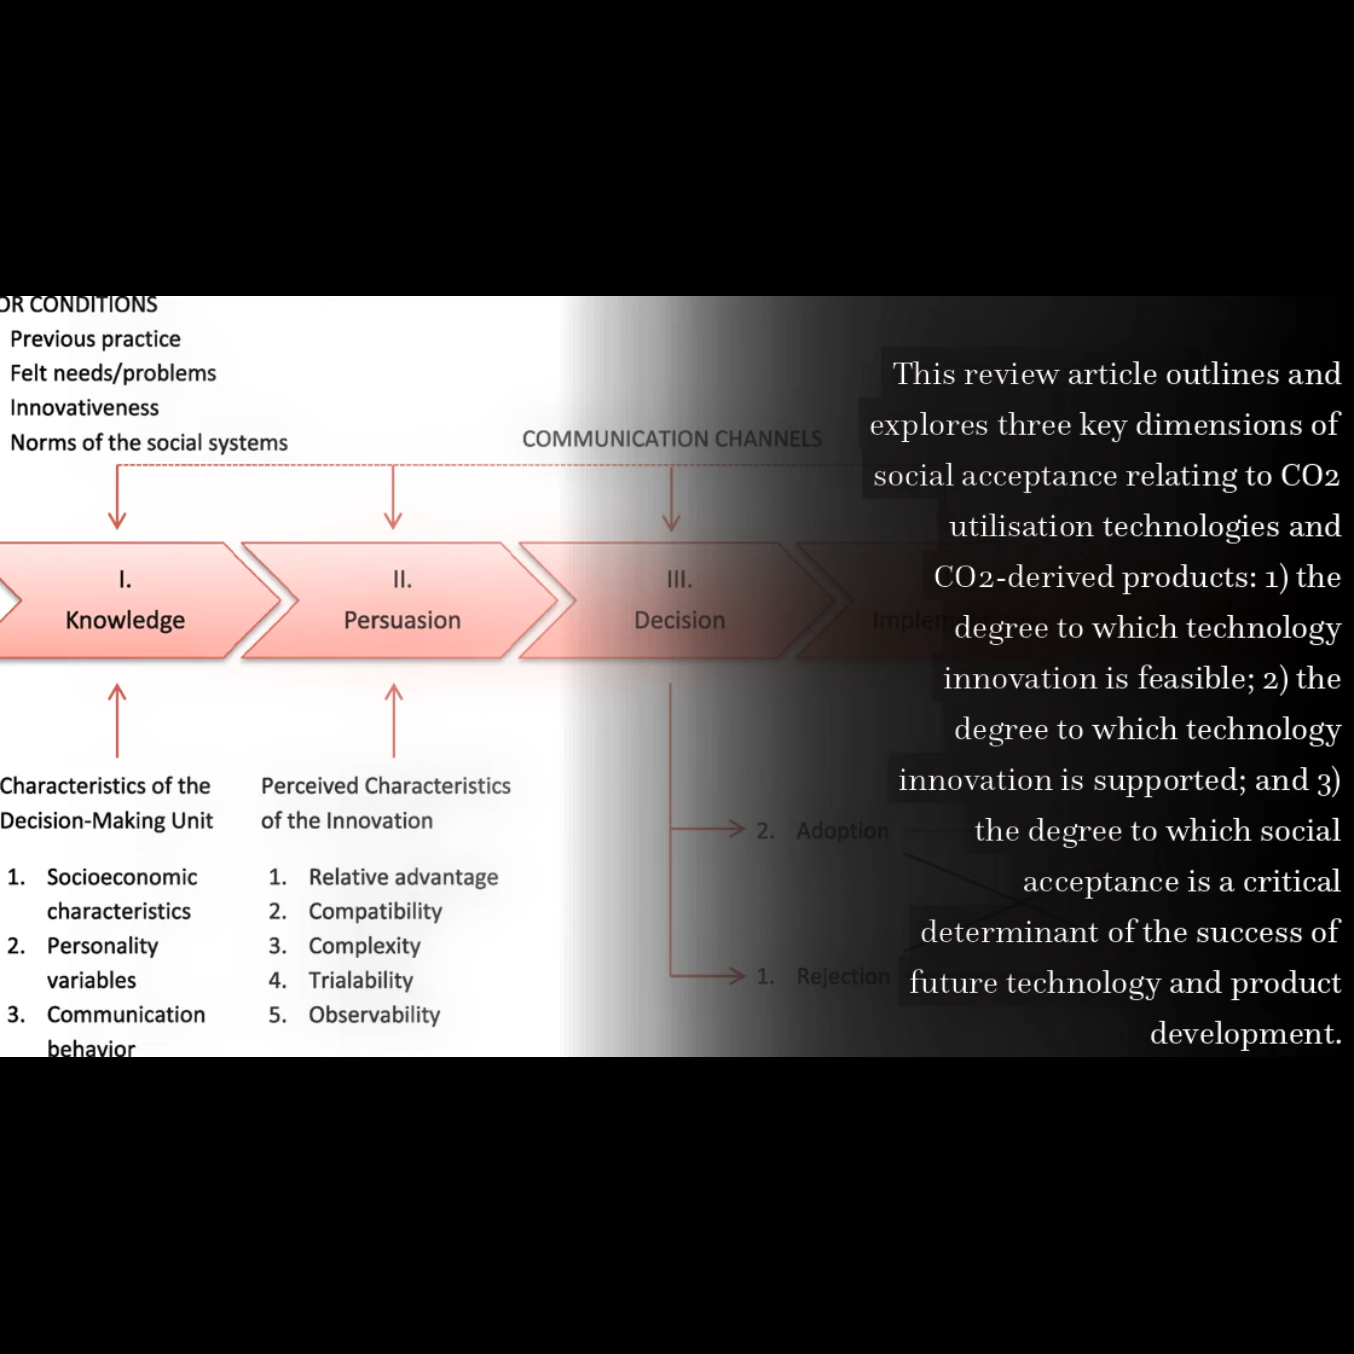 OR CONDITIONS
Previous practice
Felt needs/problems
Innovativeness
Norms of the social systems
COMMUNICATION CHANNELS
I.
Knowledge
II.
Persuasion
III.
Decision
Characteristics of the
Decision-Making Unit
1. Socioeconomic
characteristics
2. Personality
variables
3. Communication
behavior
Perceived Characteristics
of the Innovation
1. Relative advantage
2. Compatibility
3. Complexity
4. Trialability
5. Observability
2. Adoption
1. Rejection
This review article outlines and
explores three key dimensions of
social acceptance relating to CO2
utilisation technologies and
CO2-derived products: 1) the
degree to which technology
innovation is feasible; 2) the
degree to which technology
innovation is supported; and 3)
the degree to which social
acceptance is a critical
determinant of the success of
future technology and product
development.